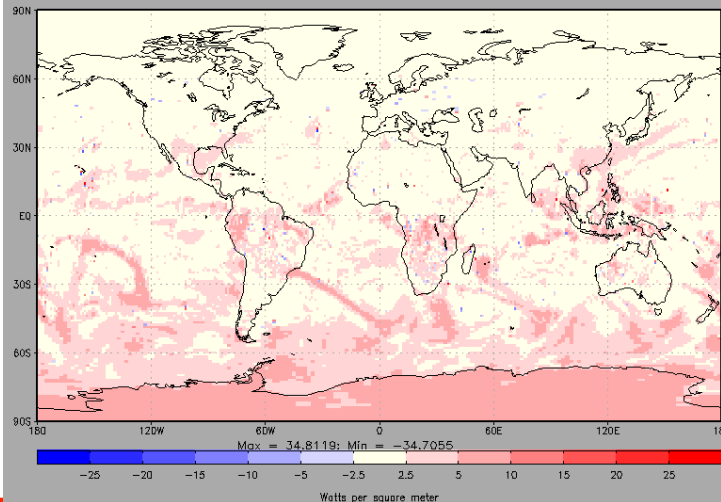 90N
60N
30N
EQ
30S
60S
90S
180 120W 60W 0 60E 120E 180
Max = 34.8119; Min = −34.7055
−25 −20 −15 −10 −5 −2.5 2.5 5 10 15 20 25
Watts per square meter